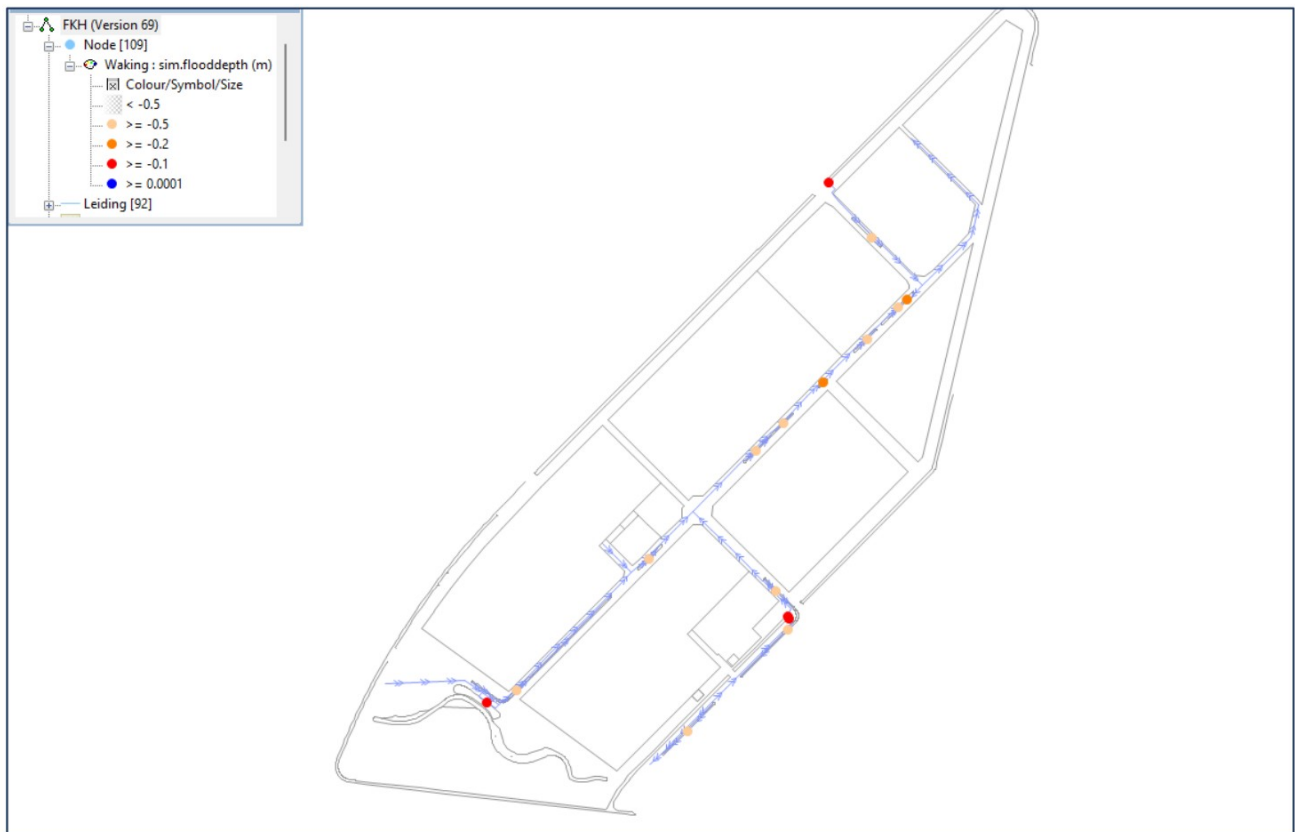 FKH (Version 69)
Node [109]
Waking : sim.flooddepth (m)
Colour/Symbol/Size
< -0.5
>= -0.5
>= -0.2
>= -0.1
>= 0.0001
Leiding [92]